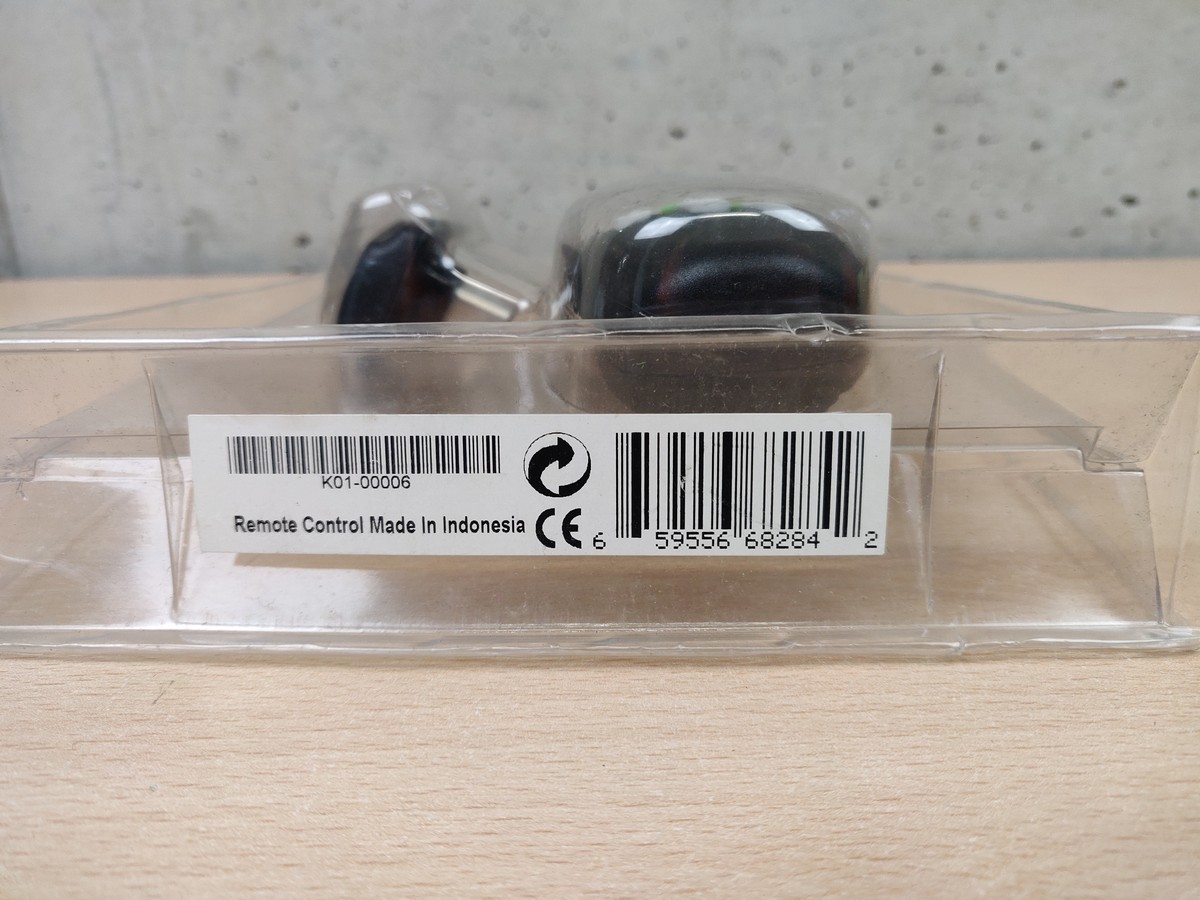 K01-00006
Remote Control Made In Indonesia
CE
6 59556 68284 2